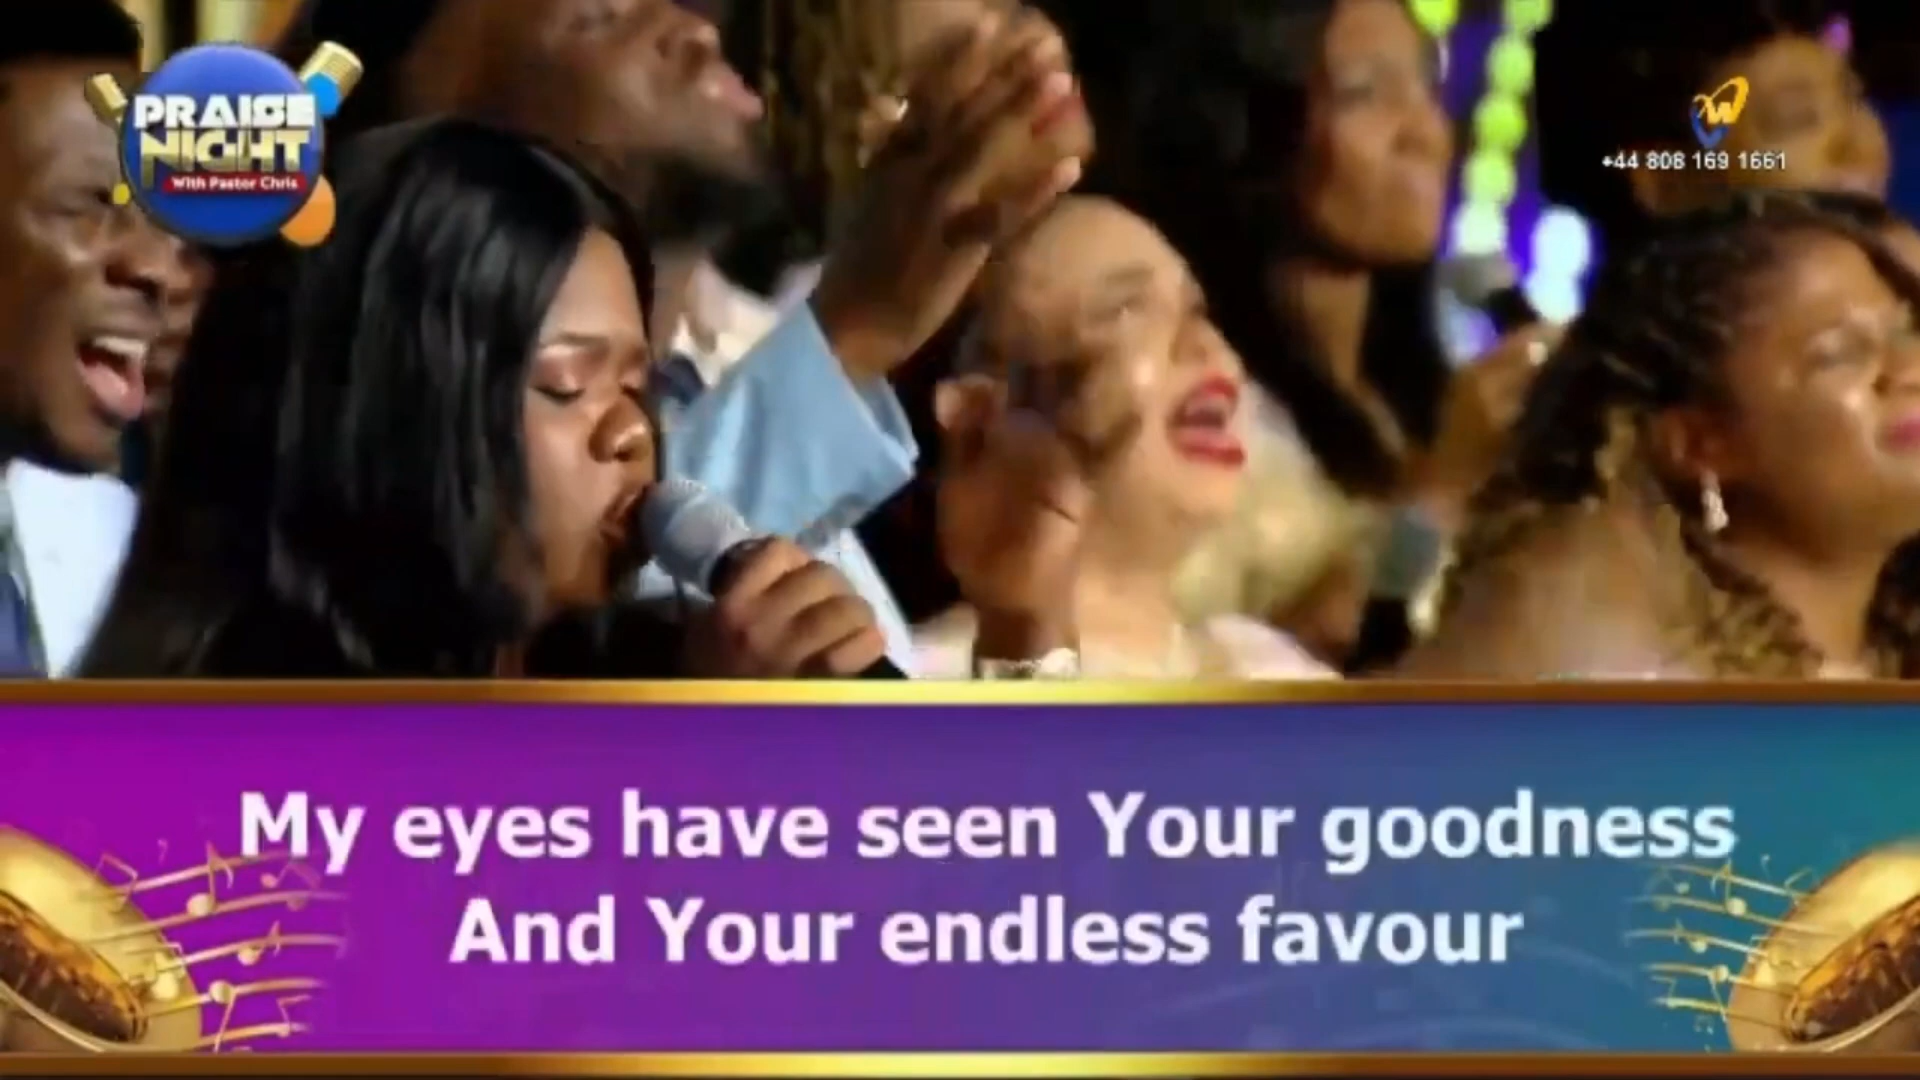 PRAISE
NIGHT
With Pastor Chris
+44 808 169 1661
My eyes have seen Your goodness
And Your endless favour